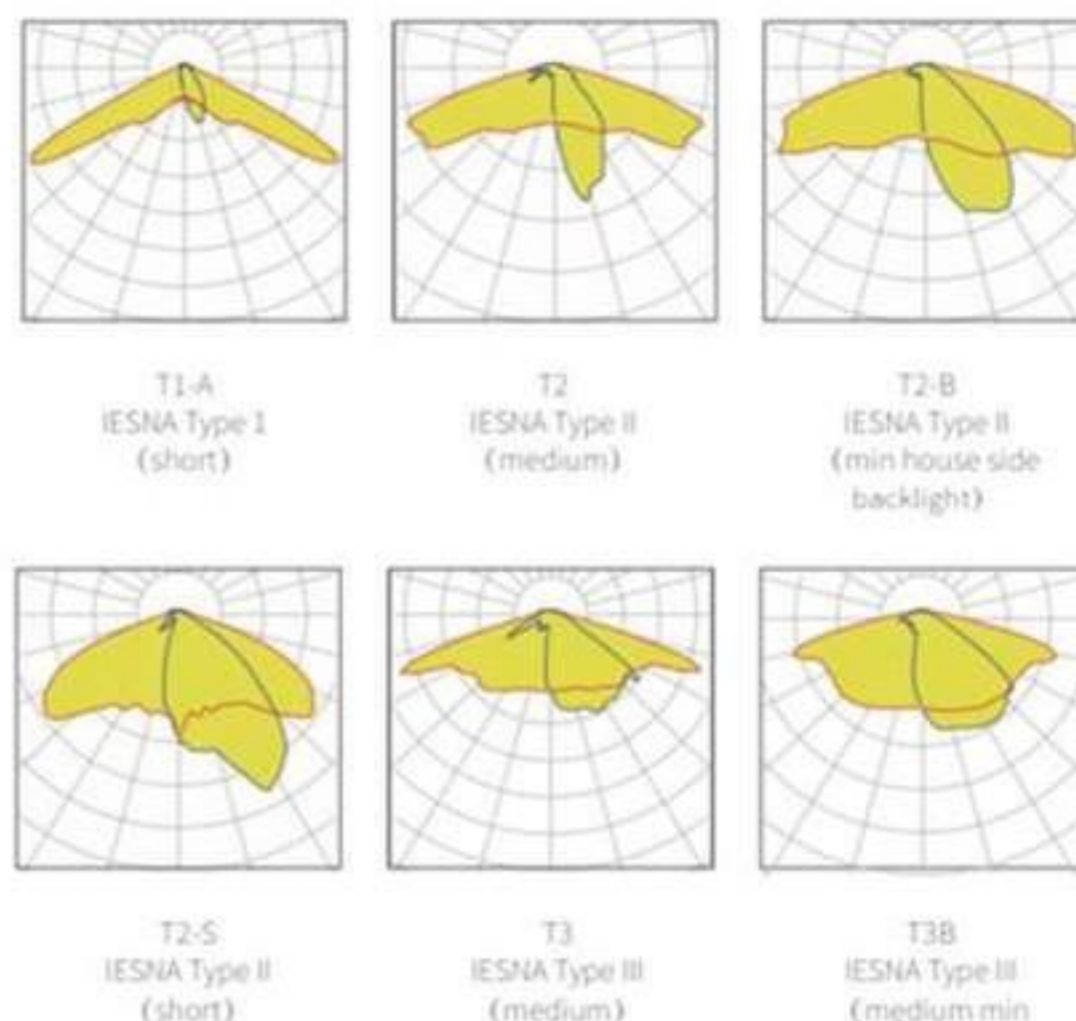 T1-A
IESNA Type 1
(short)
T2
IESNA Type II
(medium)
T2-B
IESNA Type II
(min house side
backlight)
T2-S
IESNA Type II
(short)
T3
IESNA Type III
(medium)
T3B
IESNA Type III
(medium min